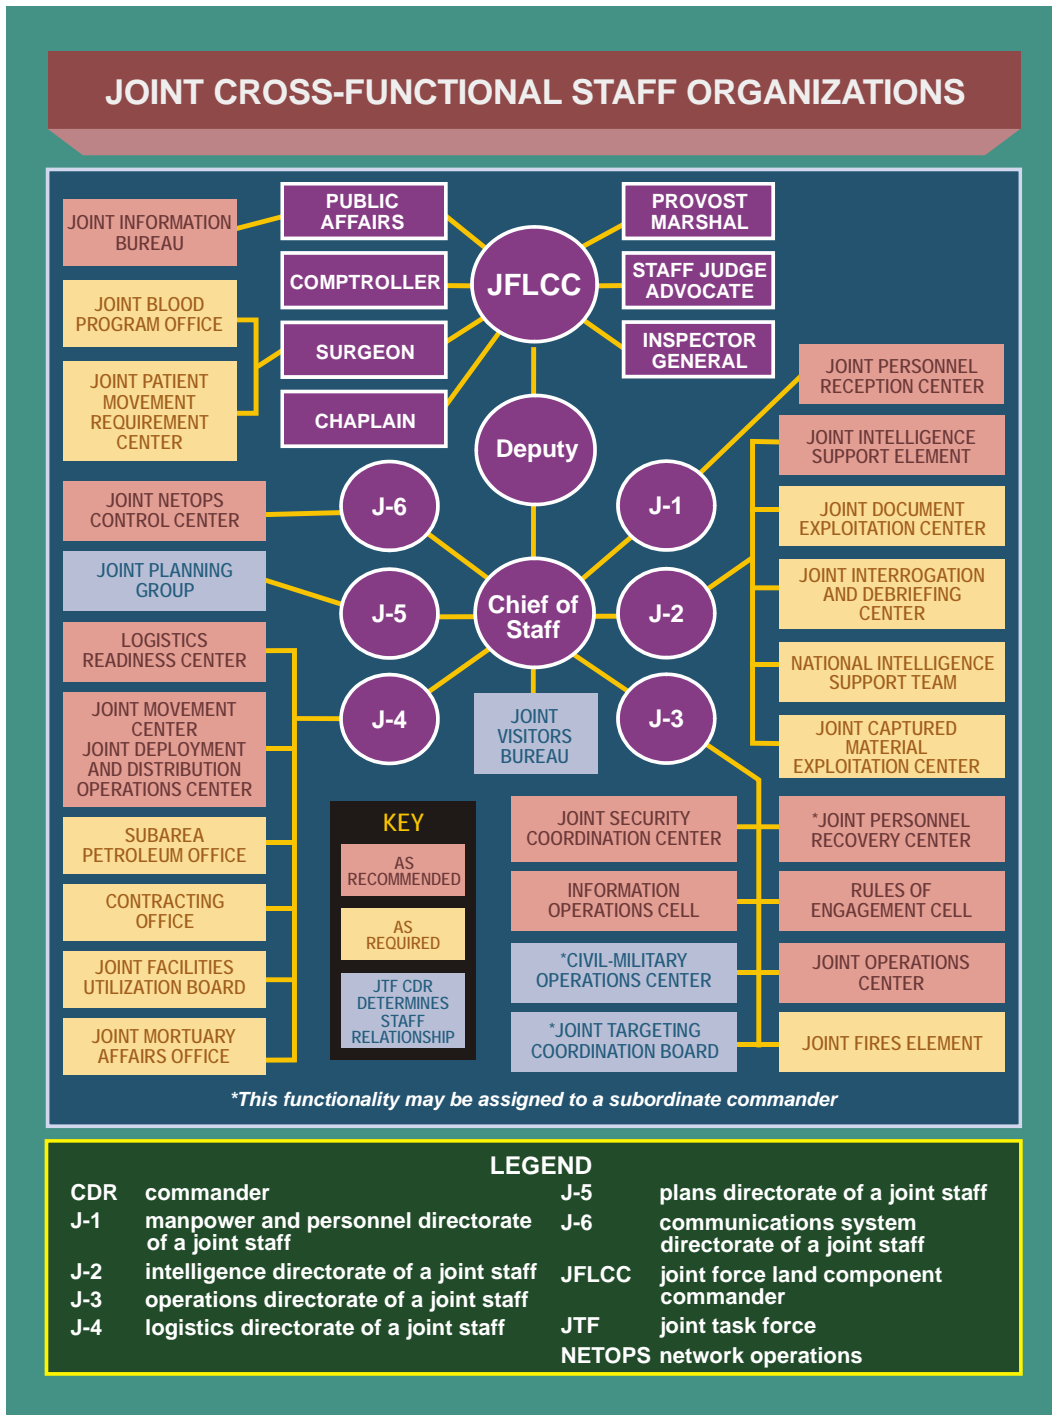 JOINT CROSS-FUNCTIONAL STAFF ORGANIZATIONS
JOINT INFORMATION
BUREAU
PUBLIC
AFFAIRS
PROVOST
MARSHAL
JFLCC
COMPTROLLER
STAFF JUDGE
ADVOCATE
JOINT BLOOD
PROGRAM OFFICE
SURGEON
INSPECTOR
GENERAL
JOINT PATIENT
MOVEMENT
REQUIREMENT
CENTER
CHAPLAIN
JOINT PERSONNEL
RECEPTION CENTER
Deputy
JOINT INTELLIGENCE
SUPPORT ELEMENT
JOINT NETOPS
CONTROL CENTER
J-6
J-1
JOINT DOCUMENT
EXPLOITATION CENTER
JOINT PLANNING
GROUP
J-5
Chief of
Staff
J-2
JOINT INTERROGATION
AND DEBRIEFING
CENTER
LOGISTICS
READINESS CENTER
NATIONAL INTELLIGENCE
SUPPORT TEAM
JOINT MOVEMENT
CENTER
JOINT DEPLOYMENT
AND DISTRIBUTION
OPERATIONS CENTER
J-4
JOINT
VISITORS
BUREAU
J-3
JOINT CAPTURED
MATERIAL
EXPLOITATION CENTER
SUBAREA
PETROLEUM OFFICE
CONTRACTING
OFFICE
JOINT FACILITIES
UTILIZATION BOARD
JOINT MORTUARY
AFFAIRS OFFICE
KEY
AS
RECOMMENDED
AS
REQUIRED
JTF CDR
DETERMINES
STAFF
RELATIONSHIP
JOINT SECURITY
COORDINATION CENTER
*JOINT PERSONNEL
RECOVERY CENTER
INFORMATION
OPERATIONS CELL
RULES OF
ENGAGEMENT CELL
*CIVIL-MILITARY
OPERATIONS CENTER
JOINT OPERATIONS
CENTER
*JOINT TARGETING
COORDINATION BOARD
JOINT FIRES ELEMENT
*This functionality may be assigned to a subordinate commander
LEGEND
CDR commander
J-1 manpower and personnel directorate
of a joint staff
J-2 intelligence directorate of a joint staff
J-3 operations directorate of a joint staff
J-4 logistics directorate of a joint staff
J-5 plans directorate of a joint staff
J-6 communications system
directorate of a joint staff
JFLCC joint force land component
commander
JTF joint task force
NETOPS network operations